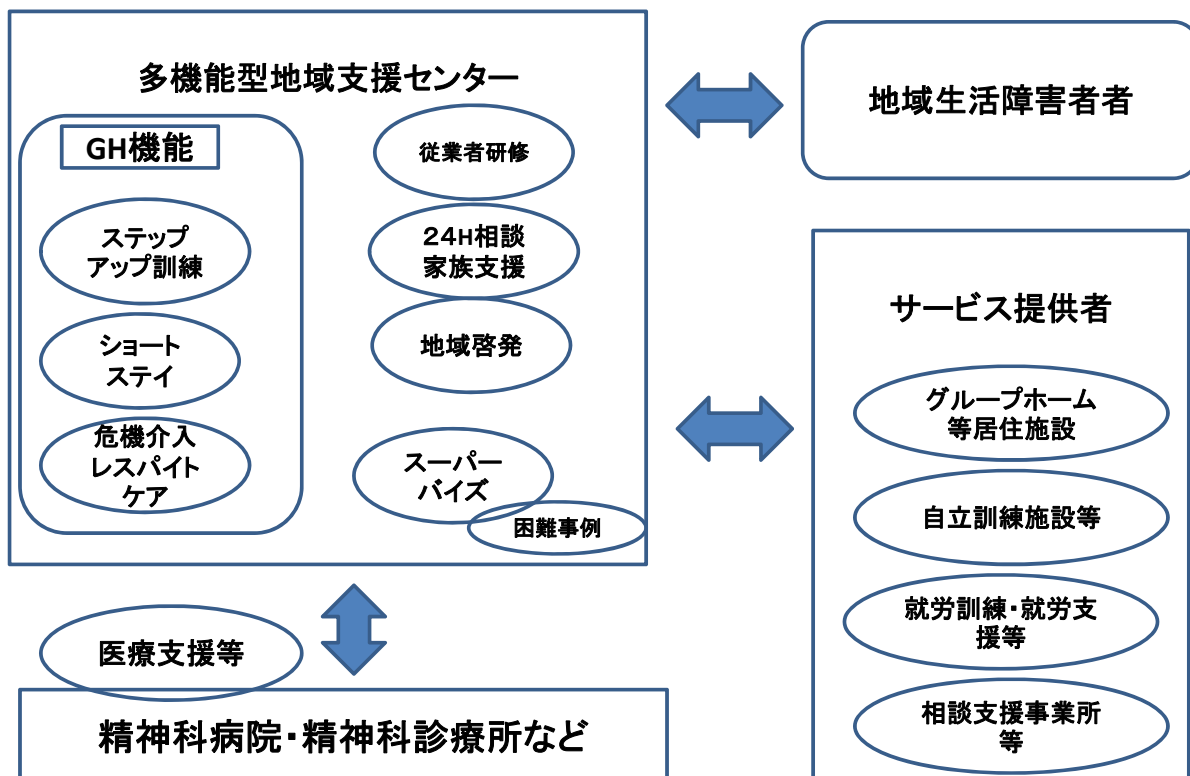 多機能型地域支援センター
GH機能
ステップ
アップ訓練
ショート
ステイ
危機介入
レスパイト
ケア
従業者研修
24H相談
家族支援
地域啓発
スーパー
バイズ
困難事例
地域生活障害者者
サービス提供者
グループホーム
等居住施設
自立訓練施設等
就労訓練・就労支
援等
相談支援事業所
等
医療支援等
精神科病院・精神科診療所など